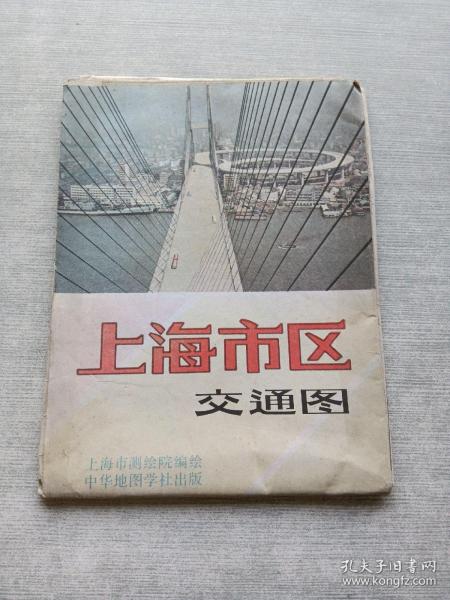 上海市区
交通图
上海市测绘院编绘
中华地图学社出版
孔夫子旧书网
www.kongfz.com